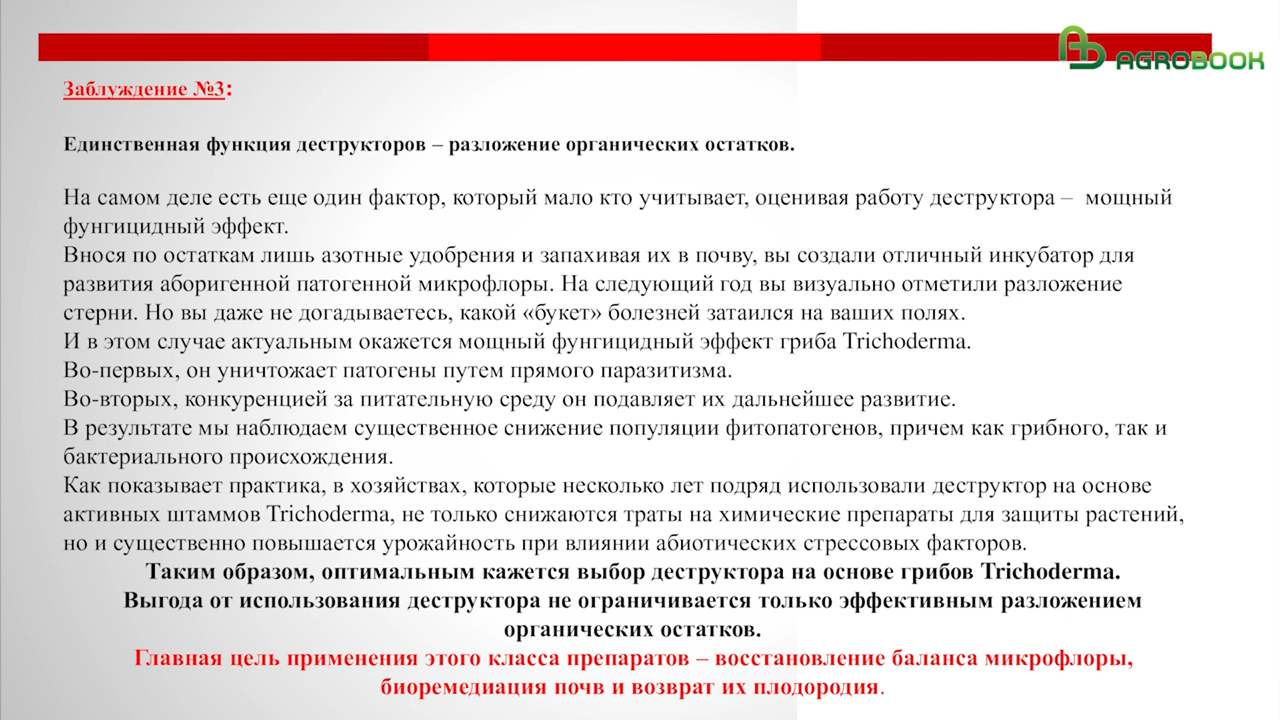 AGROBOOK
Заблуждение №3:
Единственная функция деструкторов – разложение органических остатков.
На самом деле есть еще один фактор, который мало кто учитывает, оценивая работу деструктора – мощный
фунгицидный эффект.
Внося по остаткам лишь азотные удобрения и запахивая их в почву, вы создали отличный инкубатор для
развития аборигенной патогенной микрофлоры. На следующий год вы визуально отметили разложение
стерни. Но вы даже не догадываетесь, какой «букет» болезней затаился на ваших полях.
И в этом случае актуальным окажется мощный фунгицидный эффект гриба Trichoderma.
Во-первых, он уничтожает патогены путем прямого паразитизма.
Во-вторых, конкуренцией за питательную среду он подавляет их дальнейшее развитие.
В результате мы наблюдаем существенное снижение популяции фитопатогенов, причем как грибного, так и
бактериального происхождения.
Как показывает практика, в хозяйствах, которые несколько лет подряд использовали деструктор на основе
активных штаммов Trichoderma, не только снижаются траты на химические препараты для защиты растений,
но и существенно повышается урожайность при влиянии абиотических стрессовых факторов.
Таким образом, оптимальным кажется выбор деструктора на основе грибов Trichoderma.
Выгода от использования деструктора не ограничивается только эффективным разложением
органических остатков.
Главная цель применения этого класса препаратов – восстановление баланса микрофлоры,
биоремедиация почв и возврат их плодородия.